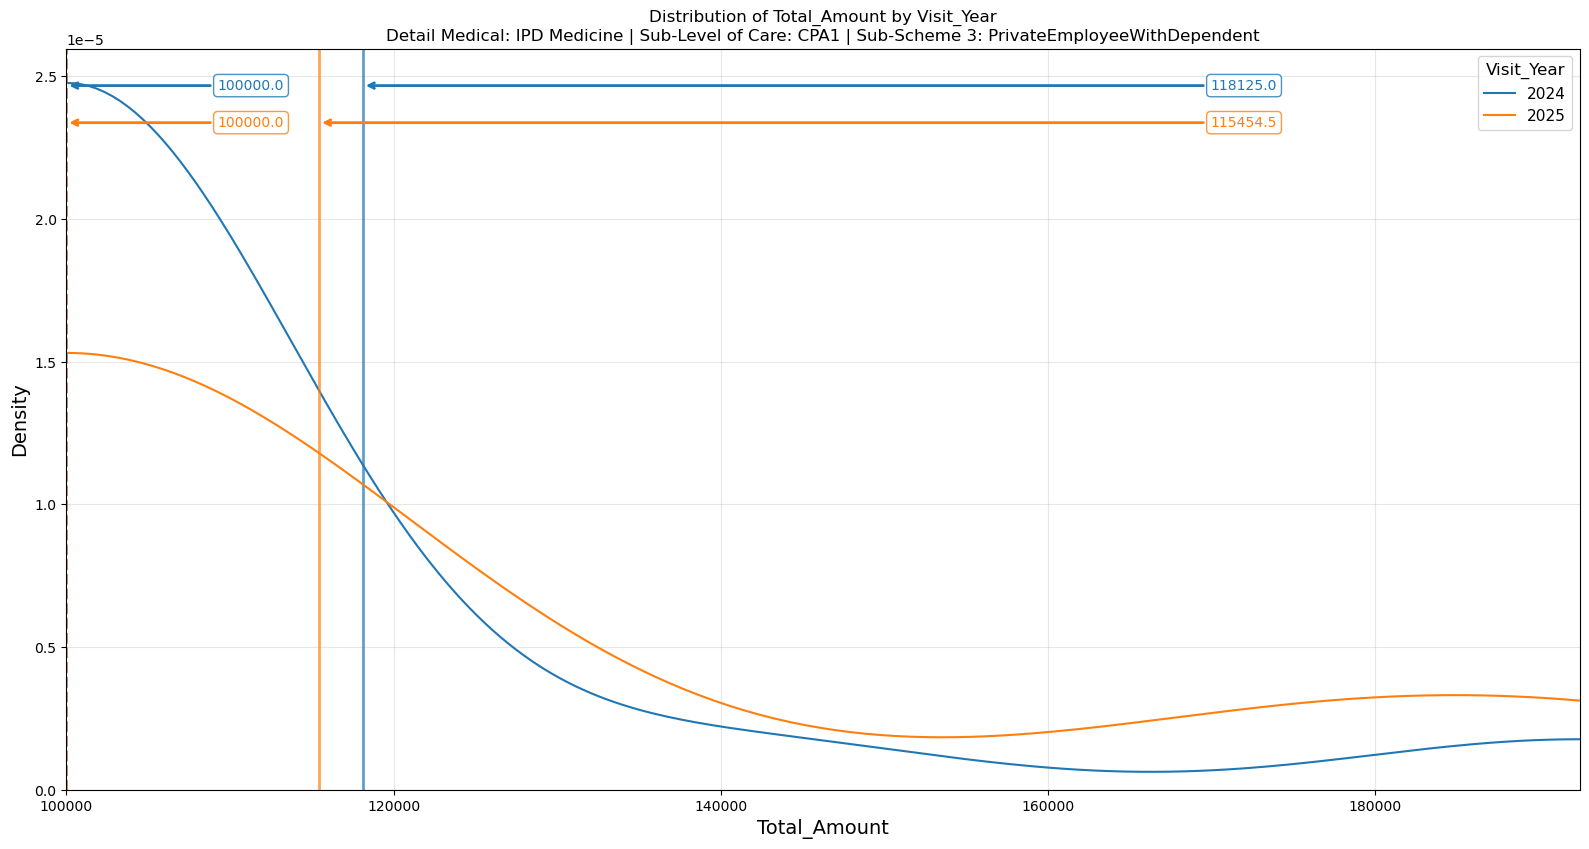 Distribution of Total_Amount by Visit_Year
Detail Medical: IPD Medicine | Sub-Level of Care: CPA1 | Sub-Scheme 3: PrivateEmployeeWithDependent
1e−5
2.5
2.0
1.5
1.0
0.5
0.0
Density
100000.0
118125.0
100000.0
115454.5
Visit_Year
2024
2025
100000
120000
140000
160000
180000
Total_Amount